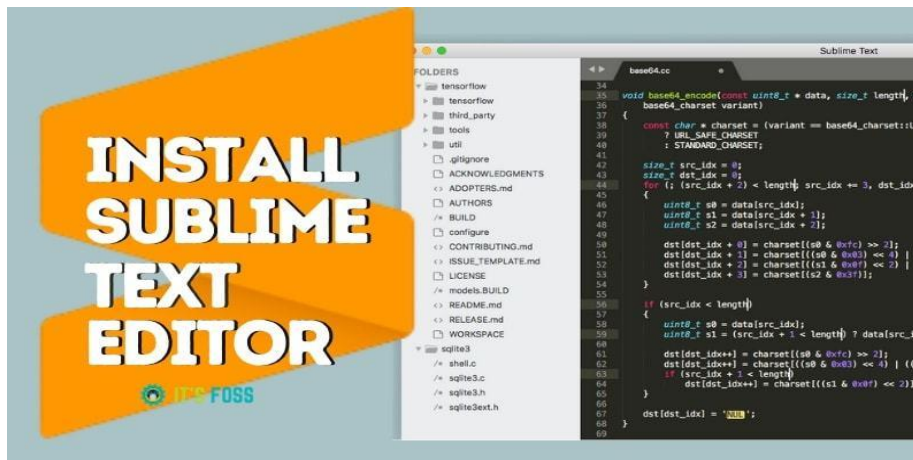 INSTALL
SUBLIME
TEXT
EDITOR
IT'S FOSS
Sublime Text
FOLDERS
tensorflow
tensorflow
third_party
tools
util
.gitignore
ACKNOWLEDGMENTS
ADOPTERS.md
AUTHORS
BUILD
configure
CONTRIBUTING.md
ISSUE_TEMPLATE.md
LICENSE
models.BUILD
README.md
RELEASE.md
WORKSPACE
sqlite3
shell.c
sqlite3.c
sqlite3.h
sqlite3ext.h
base64.cc
34
35 void base64_encode(const uint8_t * data, size_t length,
36 base64_charset variant)
37 {
38 const char * charset = (variant == base64_charset::
39 ? URL_SAFE_CHARSET
40 : STANDARD_CHARSET;
41
42 size_t src_idx = 0;
43 size_t dst_idx = 0;
44 for (; (src_idx + 2) < length; src_idx += 3, dst_idx
45 {
46 uint8_t s0 = data[src_idx];
47 uint8_t s1 = data[src_idx + 1];
48 uint8_t s2 = data[src_idx + 2];
49
50 dst[dst_idx + 0] = charset[(s0 & 0xfc) >> 2];
51 dst[dst_idx + 1] = charset[((s0 & 0x03) << 4) |
52 dst[dst_idx + 2] = charset[((s1 & 0x0f) << 2) |
53 dst[dst_idx + 3] = charset[(s2 & 0x3f)];
54 }
55
56 if (src_idx < length)
57 {
58 uint8_t s0 = data[src_idx];
59 uint8_t s1 = (src_idx + 1 < length) ? data[src_i
60
61 dst[dst_idx++] = charset[(s0 & 0xfc) >> 2];
62 dst[dst_idx++] = charset[((s0 & 0x03) << 4) | ((
63 if (src_idx + 1 < length)
64 dst[dst_idx++] = charset[((s1 & 0x0f) << 2)]
65 }
66
67 dst[dst_idx] = 'NUL';
68 }
69